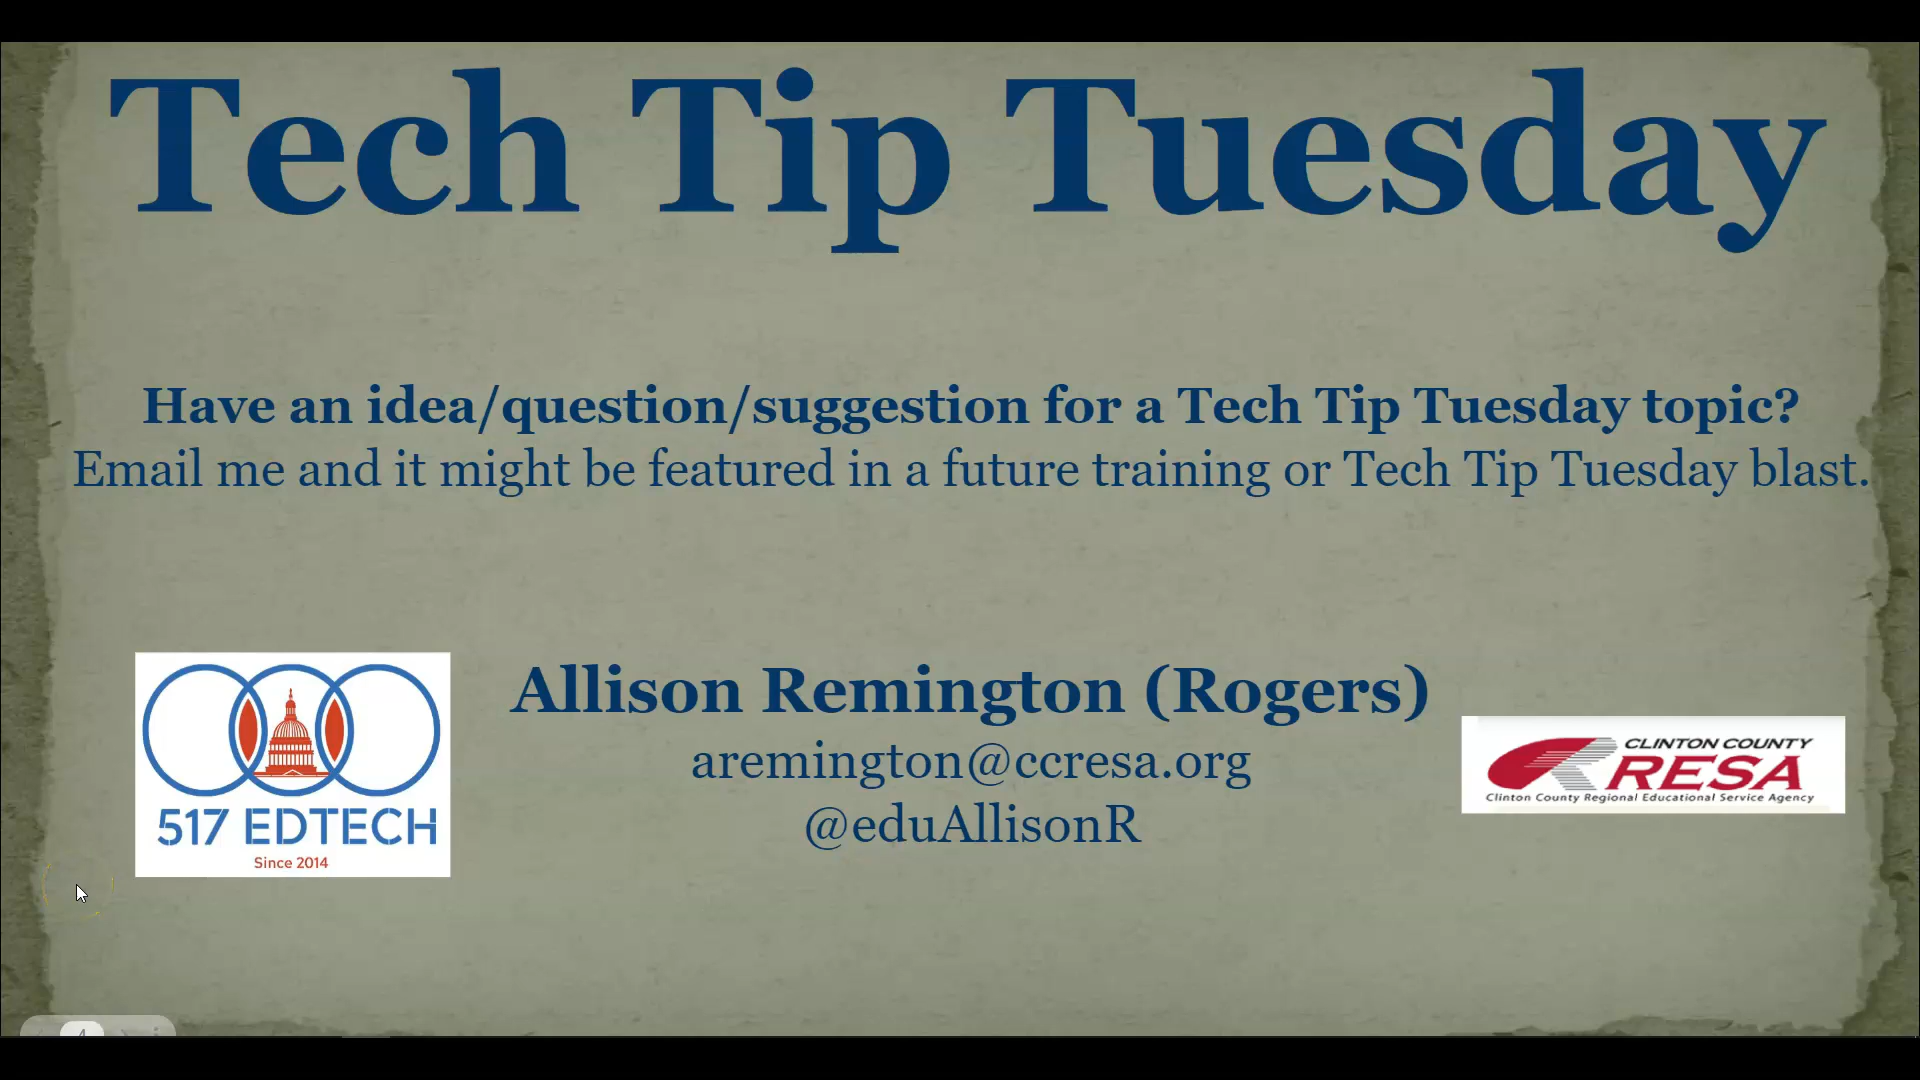 Tech Tip Tuesday
Have an idea/question/suggestion for a Tech Tip Tuesday topic?
Email me and it might be featured in a future training or Tech Tip Tuesday blast.
517 EDTECH
Since 2014
Allison Remington (Rogers)
aremington@ccresa.org
@eduAllisonR
CLINTON COUNTY
RESA
Clinton County Regional Educational Service Agency
4